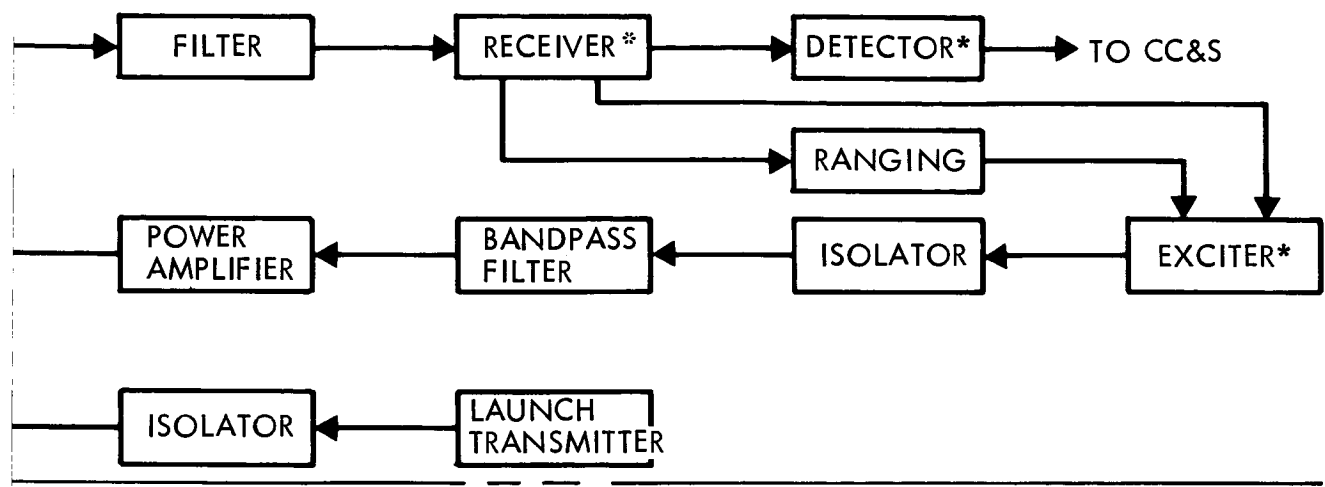 FILTER
RECEIVER*
DETECTOR*
TO CC&S
RANGING
POWER
AMPLIFIER
BANDPASS
FILTER
ISOLATOR
EXCITER*
ISOLATOR
LAUNCH
TRANSMITTER